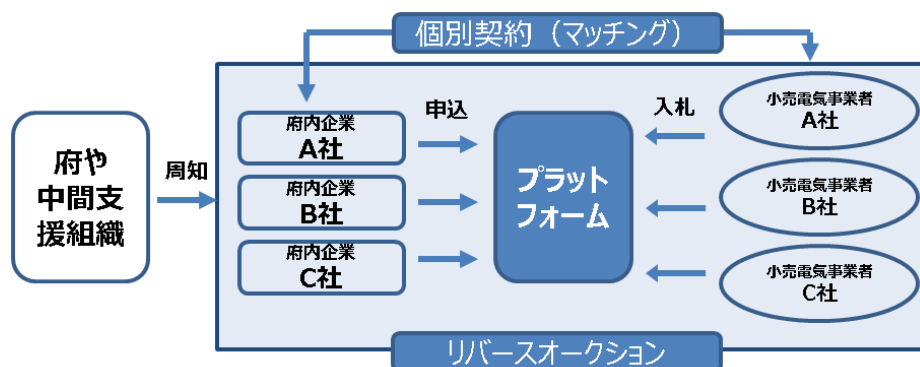 個別契約（マッチング）
府や
中間支
援組織
周知
府内企業
A社
府内企業
B社
府内企業
C社
申込
プラット
フォーム
入札
小売電気事業者
A社
小売電気事業者
B社
小売電気事業者
C社
リバースオークション